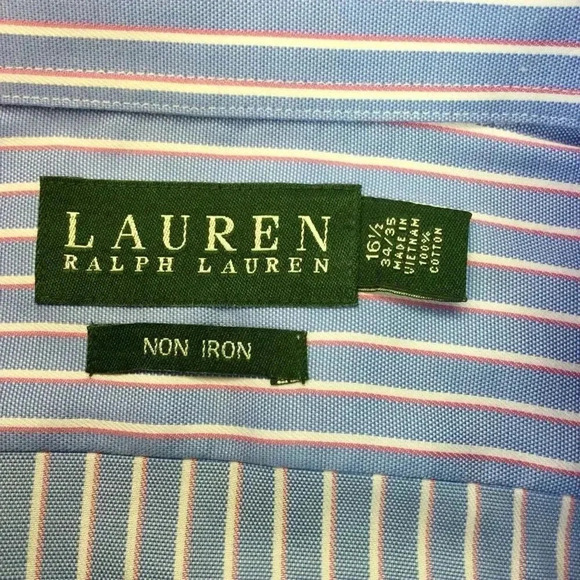 LAUREN
RALPH LAUREN
16½
34/35
MADE IN
VIETNAM
100%
COTTON
NON IRON